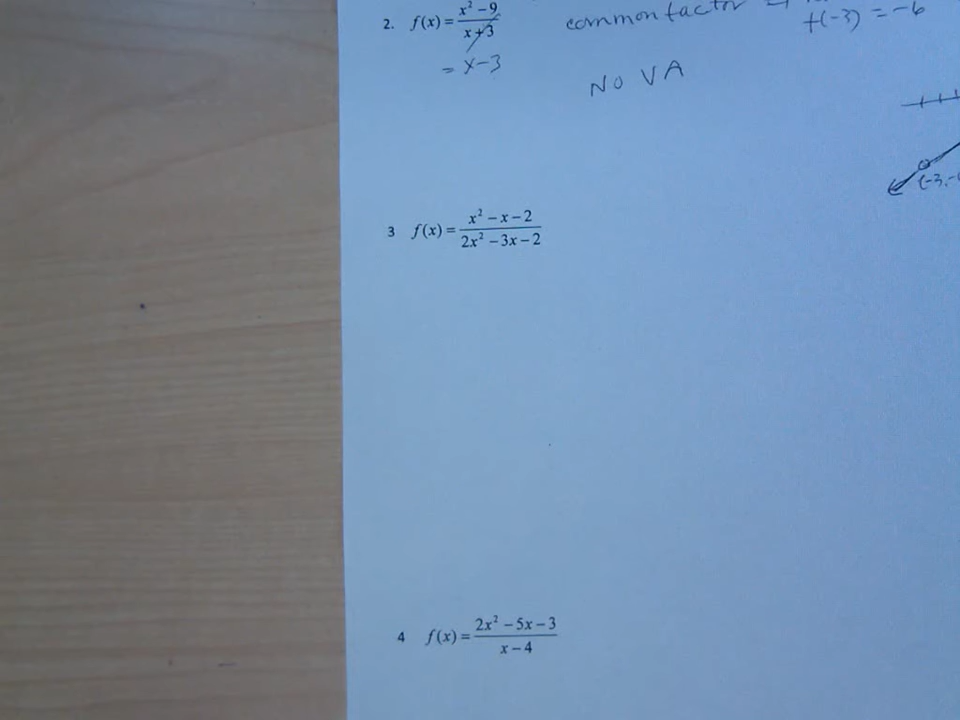 2. f(x) = (x² − 9)/(x + 3) common factor
f(-3) = -6
= x-3
NO VA
(-3,-
3 f(x) = (x² − x − 2)/(2x² − 3x − 2)
4 f(x) = (2x² − 5x − 3)/(x − 4)